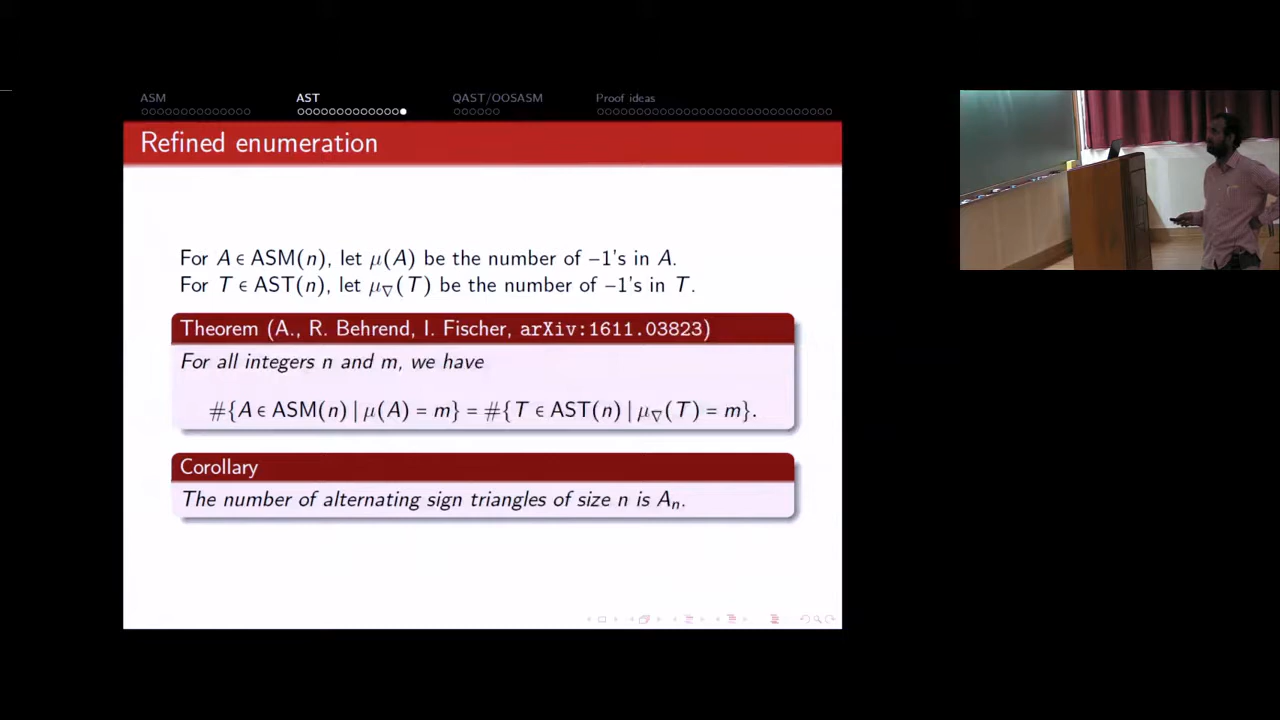 ASM AST QAST/OOSASM Proof ideas
Refined enumeration
For A ∈ ASM(n), let μ(A) be the number of −1's in A.
For T ∈ AST(n), let μ▽(T) be the number of −1's in T.
Theorem (A., R. Behrend, I. Fischer, arXiv:1611.03823)
For all integers n and m, we have
#{A ∈ ASM(n) | μ(A) = m} = #{T ∈ AST(n) | μ▽(T) = m}.
Corollary
The number of alternating sign triangles of size n is Aₙ.